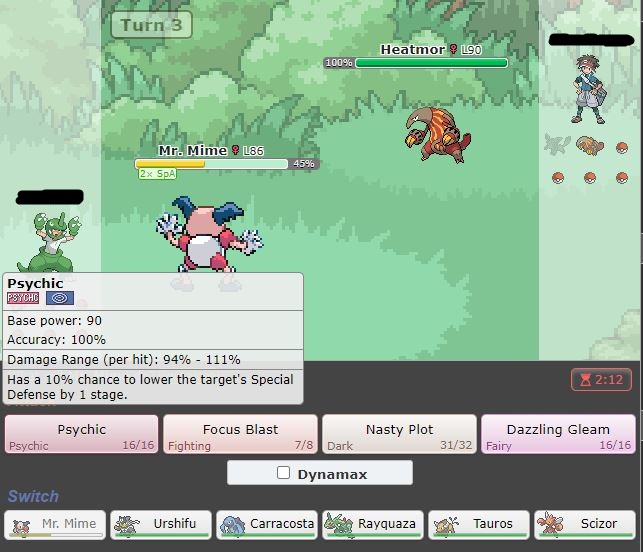 Turn 3
Heatmor ♀ L90
100%
Mr. Mime ♀ L86
45%
2x SpA
Psychic
PSYCHC
Base power: 90
Accuracy: 100%
Damage Range (per hit): 94% - 111%
Has a 10% chance to lower the target's Special
Defense by 1 stage.
2:12
Psychic
Psychic 16/16
Focus Blast
Fighting 7/8
Nasty Plot
Dark 31/32
Dazzling Gleam
Fairy 16/16
Dynamax
Switch
Mr. Mime
Urshifu
Carracosta
Rayquaza
Tauros
Scizor